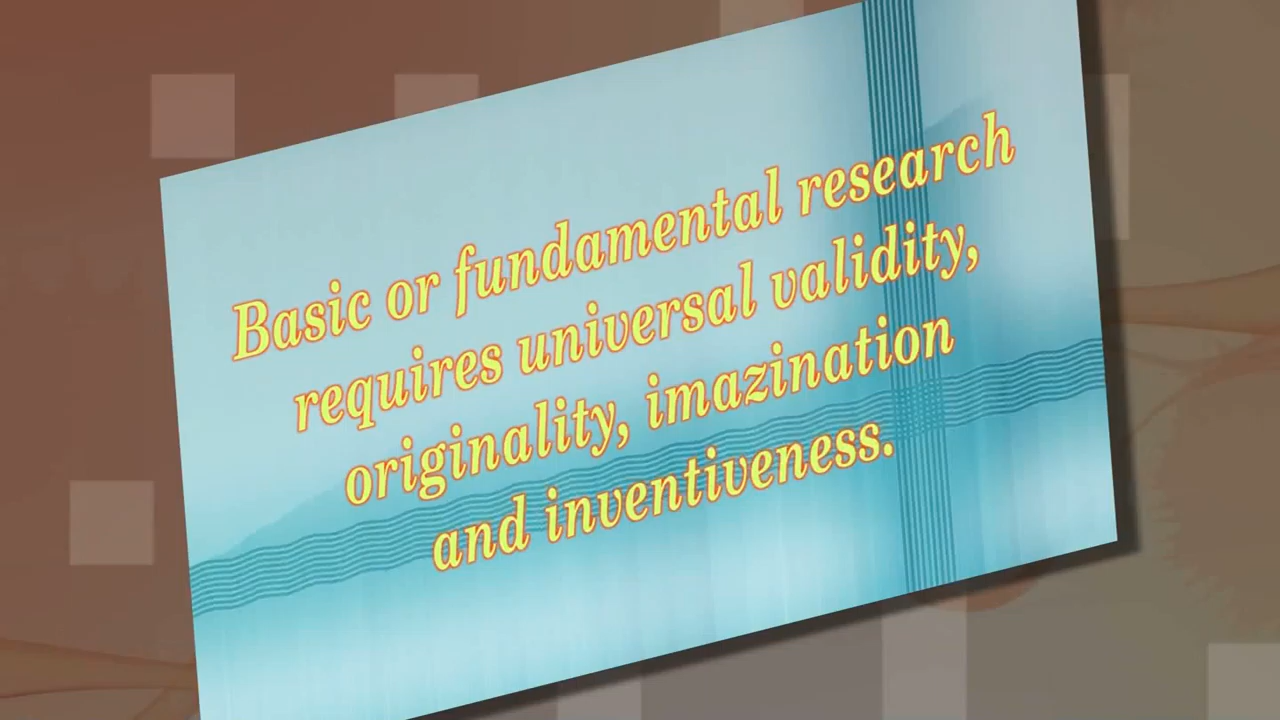 Basic or fundamental research
requires universal validity,
originality, imazination
and inventiveness.